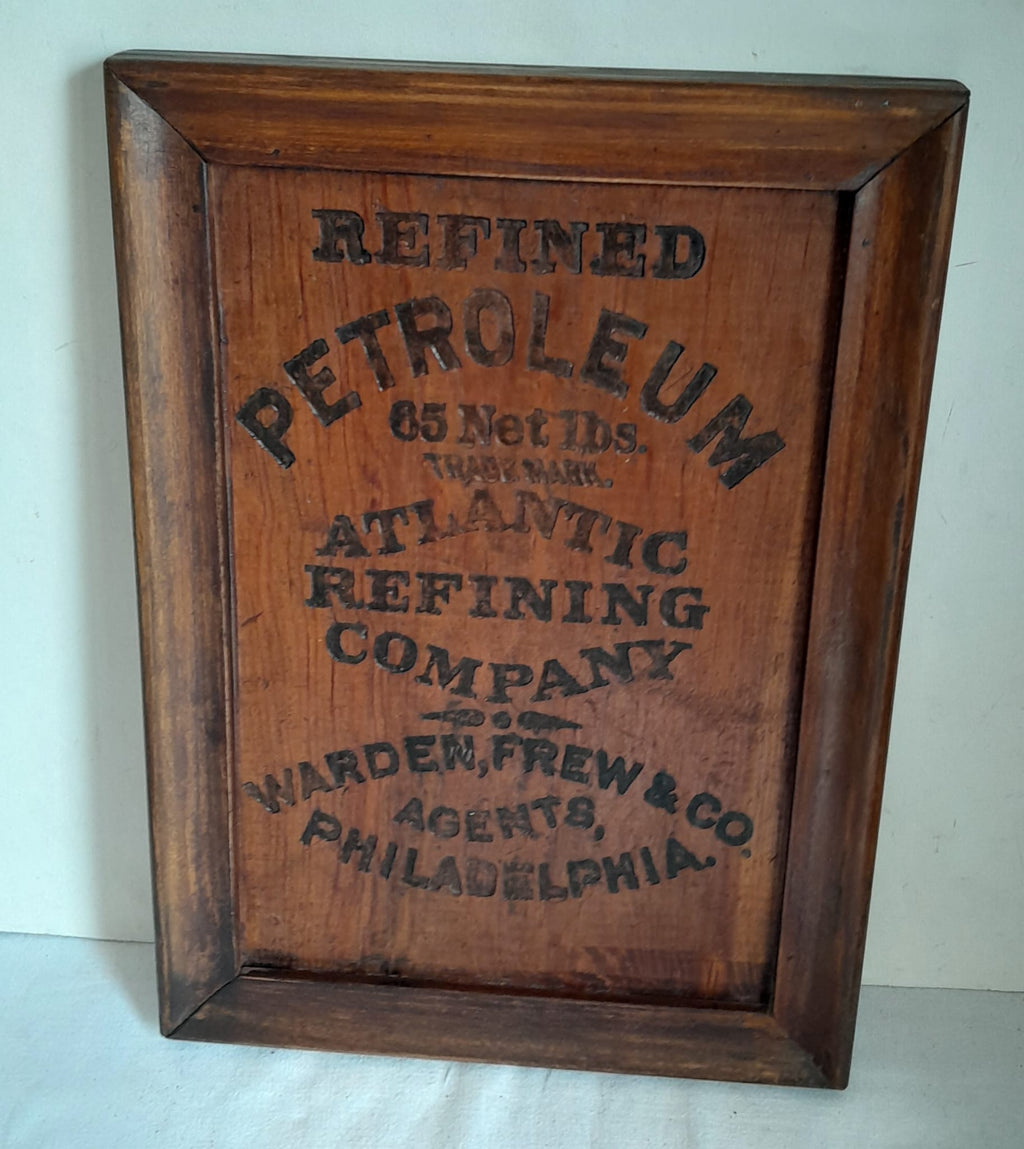 REFINED
PETROLEUM
65 Net lbs.
TRADE MARK.
ATLANTIC
REFINING
COMPANY
WARDEN, FREW & CO.
AGENTS,
PHILADELPHIA.